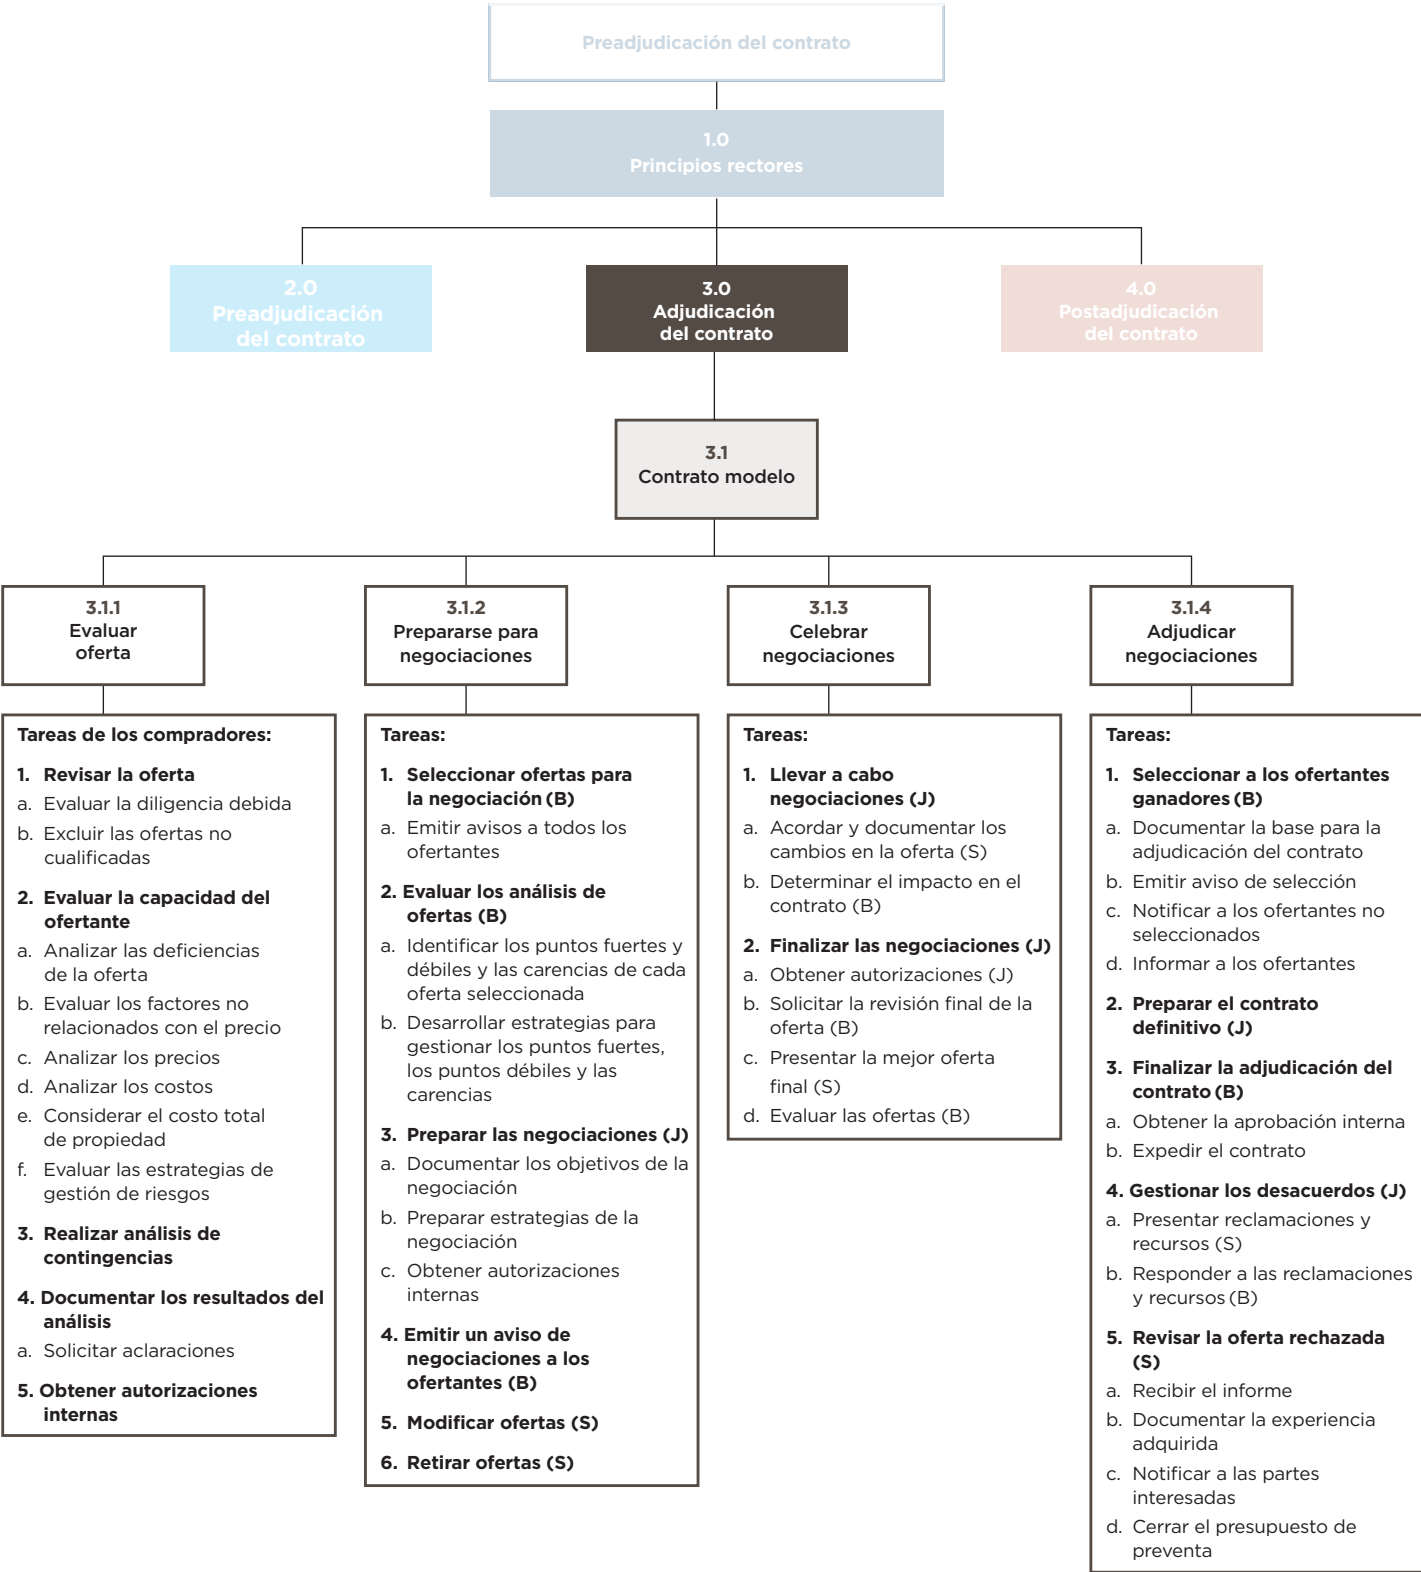 Preadjudicación del contrato
1.0
Principios rectores
2.0
Preadjudicación
del contrato
3.0
Adjudicación
del contrato
4.0
Postadjudicación
del contrato
3.1
Contrato modelo
3.1.1
Evaluar
oferta
3.1.2
Prepararse para
negociaciones
3.1.3
Celebrar
negociaciones
3.1.4
Adjudicar
negociaciones
Tareas de los compradores:
1. Revisar la oferta
a. Evaluar la diligencia debida
b. Excluir las ofertas no
cualificadas
2. Evaluar la capacidad del
ofertante
a. Analizar las deficiencias
de la oferta
b. Evaluar los factores no
relacionados con el precio
c. Analizar los precios
d. Analizar los costos
e. Considerar el costo total
de propiedad
f. Evaluar las estrategias de
gestión de riesgos
3. Realizar análisis de
contingencias
4. Documentar los resultados del
análisis
a. Solicitar aclaraciones
5. Obtener autorizaciones
internas
Tareas:
1. Seleccionar ofertas para
la negociación (B)
a. Emitir avisos a todos los
ofertantes
2. Evaluar los análisis de
ofertas (B)
a. Identificar los puntos fuertes y
débiles y las carencias de cada
oferta seleccionada
b. Desarrollar estrategias para
gestionar los puntos fuertes,
los puntos débiles y las
carencias
3. Preparar las negociaciones (J)
a. Documentar los objetivos de la
negociación
b. Preparar estrategias de la
negociación
c. Obtener autorizaciones
internas
4. Emitir un aviso de
negociaciones a los
ofertantes (B)
5. Modificar ofertas (S)
6. Retirar ofertas (S)
Tareas:
1. Llevar a cabo
negociaciones (J)
a. Acordar y documentar los
cambios en la oferta (S)
b. Determinar el impacto en el
contrato (B)
2. Finalizar las negociaciones (J)
a. Obtener autorizaciones (J)
b. Solicitar la revisión final de la
oferta (B)
c. Presentar la mejor oferta
final (S)
d. Evaluar las ofertas (B)
Tareas:
1. Seleccionar a los ofertantes
ganadores (B)
a. Documentar la base para la
adjudicación del contrato
b. Emitir aviso de selección
c. Notificar a los ofertantes no
seleccionados
d. Informar a los ofertantes
2. Preparar el contrato
definitivo (J)
3. Finalizar la adjudicación del
contrato (B)
a. Obtener la aprobación interna
b. Expedir el contrato
4. Gestionar los desacuerdos (J)
a. Presentar reclamaciones y
recursos (S)
b. Responder a las reclamaciones
y recursos (B)
5. Revisar la oferta rechazada
(S)
a. Recibir el informe
b. Documentar la experiencia
adquirida
c. Notificar a las partes
interesadas
d. Cerrar el presupuesto de
preventa